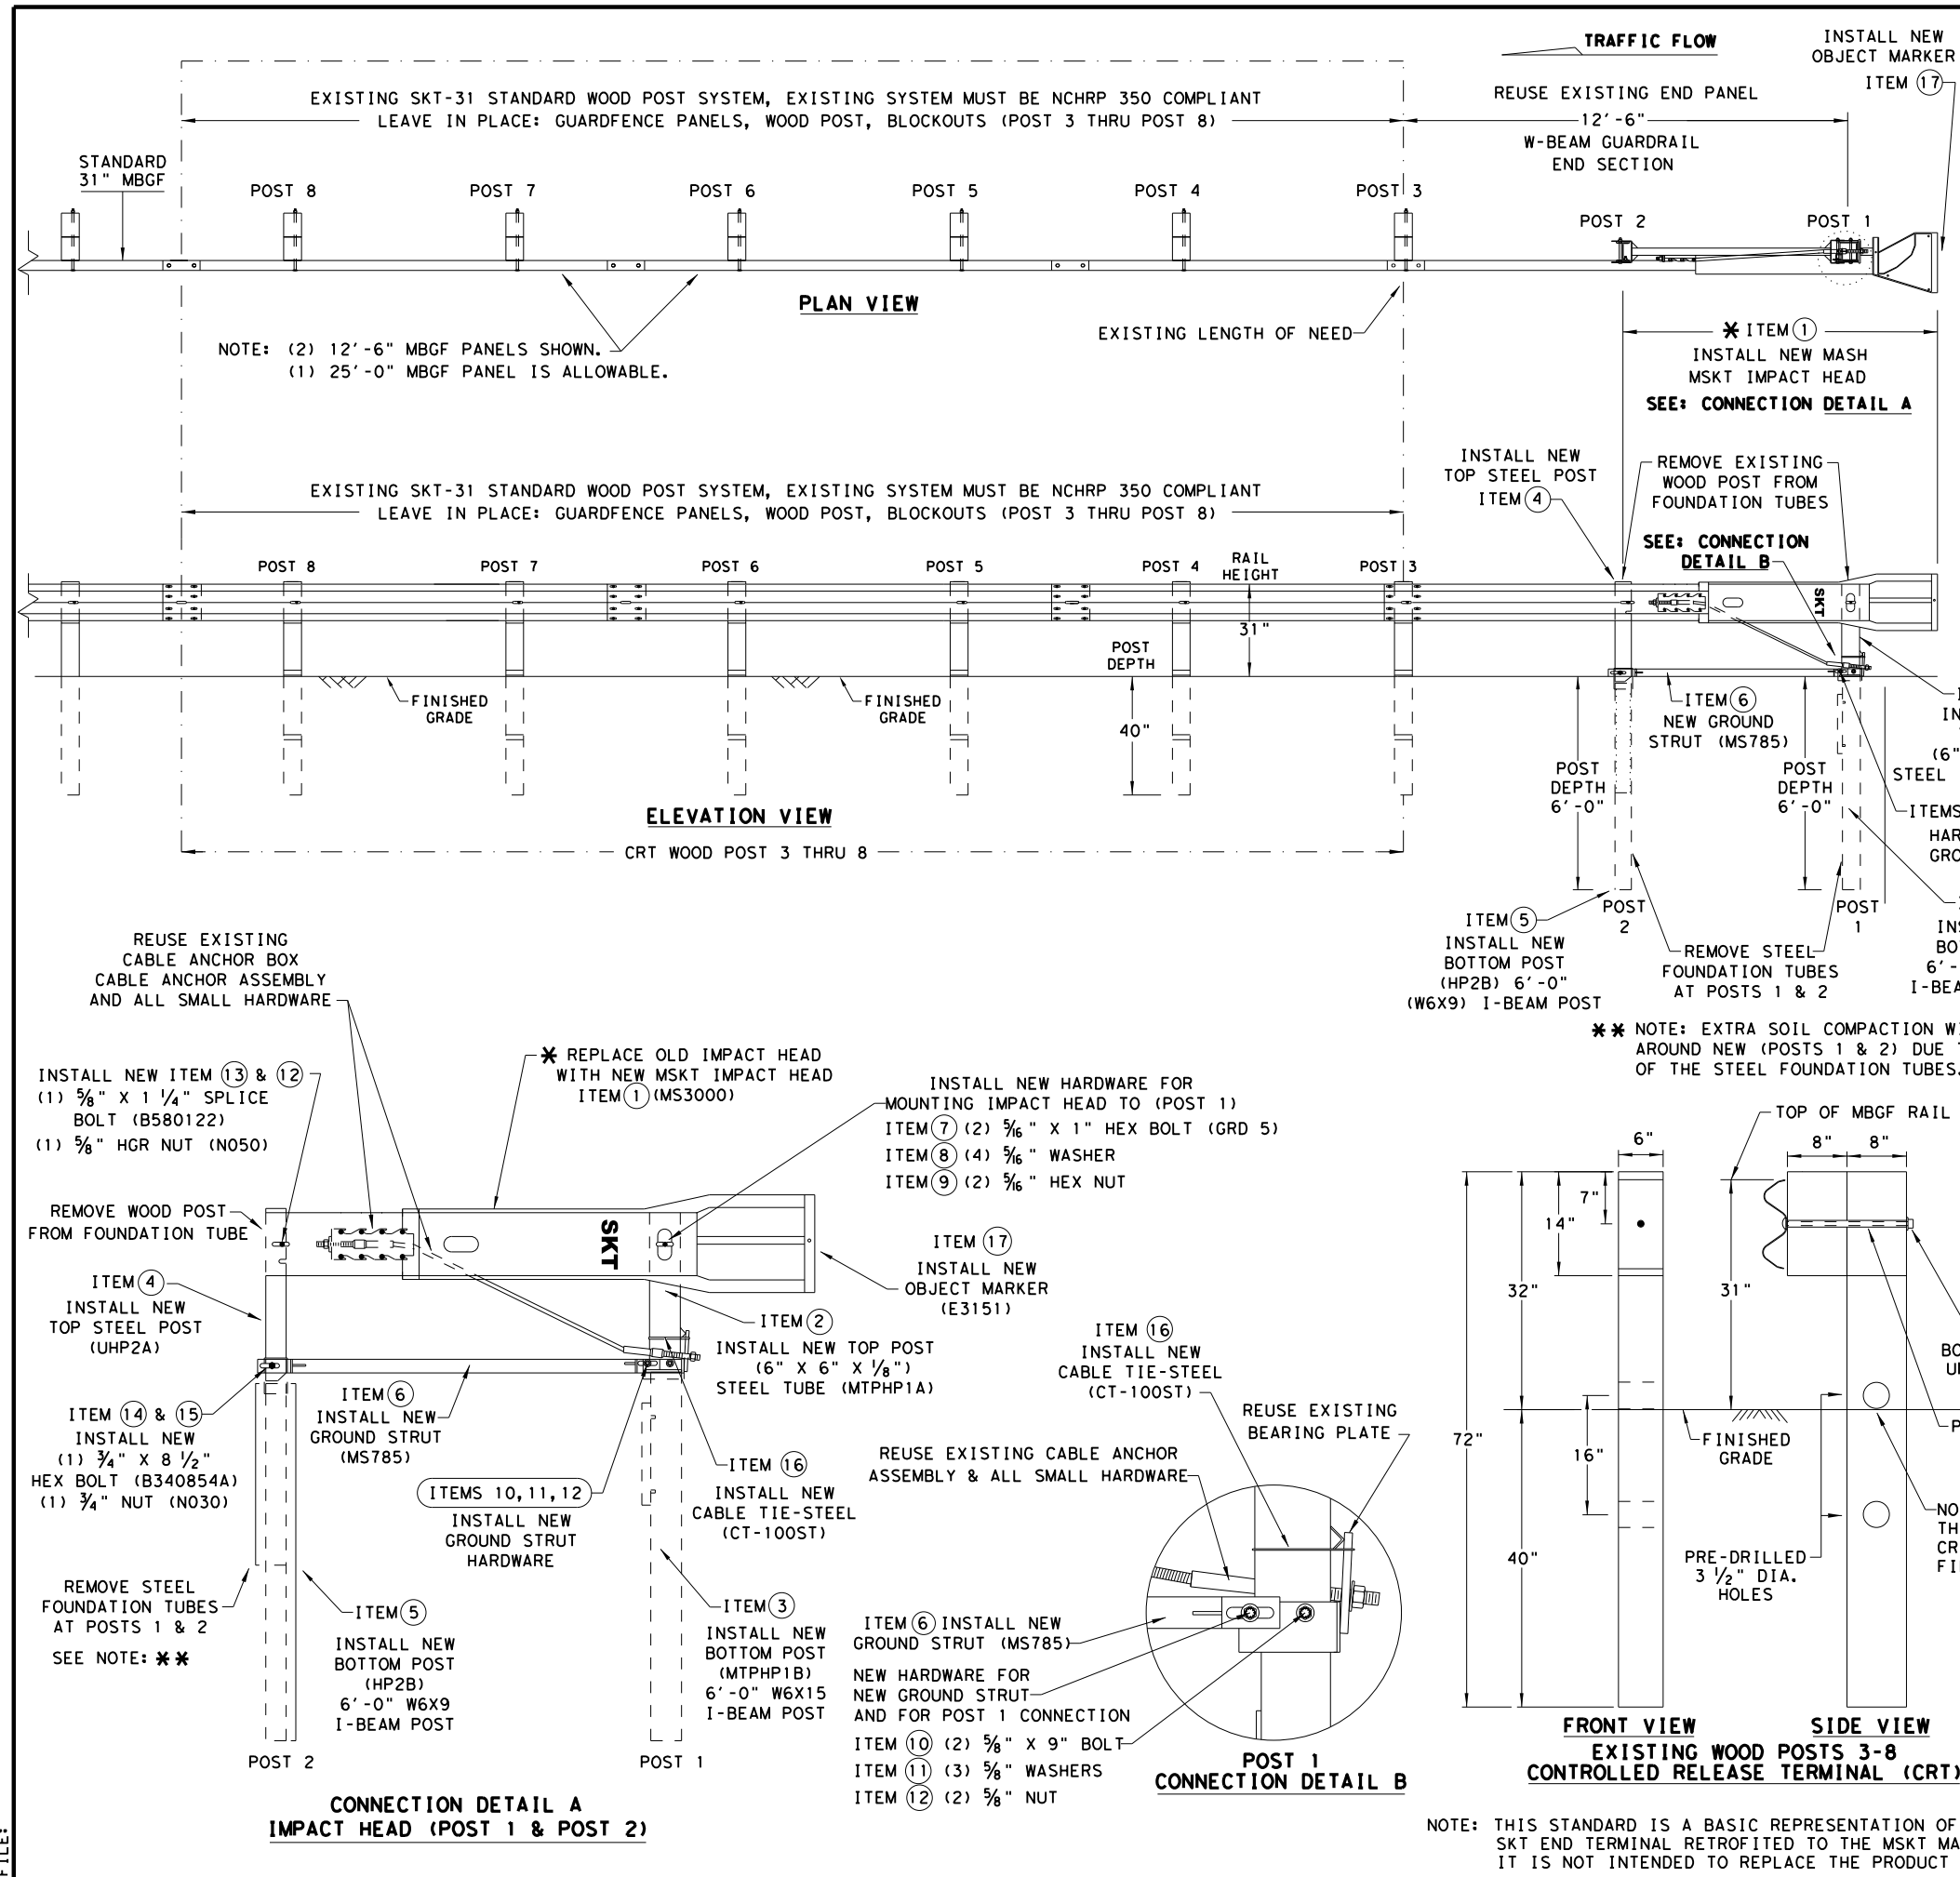 TRAFFIC FLOW
INSTALL NEW
OBJECT MARKER
ITEM 17
EXISTING SKT-31 STANDARD WOOD POST SYSTEM, EXISTING SYSTEM MUST BE NCHRP 350 COMPLIANT
LEAVE IN PLACE: GUARDFENCE PANELS, WOOD POST, BLOCKOUTS (POST 3 THRU POST 8)
REUSE EXISTING END PANEL
12'-6"
W-BEAM GUARDRAIL
END SECTION
STANDARD
31" MBGF
POST 8
POST 7
POST 6
POST 5
POST 4
POST 3
POST 2
POST 1
PLAN VIEW
NOTE: (2) 12'-6" MBGF PANELS SHOWN.
(1) 25'-0" MBGF PANEL IS ALLOWABLE.
EXISTING LENGTH OF NEED
* ITEM 1
INSTALL NEW MASH
MSKT IMPACT HEAD
SEE: CONNECTION DETAIL A
EXISTING SKT-31 STANDARD WOOD POST SYSTEM, EXISTING SYSTEM MUST BE NCHRP 350 COMPLIANT
LEAVE IN PLACE: GUARDFENCE PANELS, WOOD POST, BLOCKOUTS (POST 3 THRU POST 8)
INSTALL NEW
TOP STEEL POST
ITEM 4
REMOVE EXISTING
WOOD POST FROM
FOUNDATION TUBES
SEE: CONNECTION
DETAIL B
POST 8
POST 7
POST 6
POST 5
POST 4
RAIL
HEIGHT
POST 3
31"
SKT
POST
DEPTH
40"
FINISHED
GRADE
FINISHED
GRADE
ITEM 6
NEW GROUND
STRUT (MS785)
POST
DEPTH
6'-0"
POST
DEPTH
6'-0"
I
IN
(6"
STEEL
ITEMS
HAR
GRO
ELEVATION VIEW
CRT WOOD POST 3 THRU 8
POST
2
POST
1
ITEM 5
INSTALL NEW
BOTTOM POST
(HP2B) 6'-0"
(W6X9) I-BEAM POST
REMOVE STEEL
FOUNDATION TUBES
AT POSTS 1 & 2
I
INS
BO
6'-
I-BEA
** NOTE: EXTRA SOIL COMPACTION W
AROUND NEW (POSTS 1 & 2) DUE T
OF THE STEEL FOUNDATION TUBES.
REUSE EXISTING
CABLE ANCHOR BOX
CABLE ANCHOR ASSEMBLY
AND ALL SMALL HARDWARE
INSTALL NEW ITEM 13 & 12
(1) 5/8" X 1 1/4" SPLICE
BOLT (B580122)
(1) 5/8" HGR NUT (N050)
* REPLACE OLD IMPACT HEAD
WITH NEW MSKT IMPACT HEAD
ITEM 1 (MS3000)
INSTALL NEW HARDWARE FOR
MOUNTING IMPACT HEAD TO (POST 1)
ITEM 7 (2) 5/16" X 1" HEX BOLT (GRD 5)
ITEM 8 (4) 5/16" WASHER
ITEM 9 (2) 5/16" HEX NUT
REMOVE WOOD POST
FROM FOUNDATION TUBE
SKT
ITEM 17
INSTALL NEW
OBJECT MARKER
(E3151)
ITEM 4
INSTALL NEW
TOP STEEL POST
(UHP2A)
ITEM 2
INSTALL NEW TOP POST
(6" X 6" X 1/8")
STEEL TUBE (MTPHP1A)
ITEM 14 & 15
INSTALL NEW
(1) 3/4" X 8 1/2"
HEX BOLT (B340854A)
(1) 3/4" NUT (N030)
ITEM 6
INSTALL NEW
GROUND STRUT
(MS785)
ITEMS 10,11,12
INSTALL NEW
GROUND STRUT
HARDWARE
ITEM 16
INSTALL NEW
CABLE TIE-STEEL
(CT-100ST)
REMOVE STEEL
FOUNDATION TUBES
AT POSTS 1 & 2
SEE NOTE: **
ITEM 5
INSTALL NEW
BOTTOM POST
(HP2B)
6'-0" W6X9
I-BEAM POST
ITEM 3
INSTALL NEW
BOTTOM POST
(MTPHP1B)
6'-0" W6X15
I-BEAM POST
POST 2
POST 1
CONNECTION DETAIL A
IMPACT HEAD (POST 1 & POST 2)
ITEM 16
INSTALL NEW
CABLE TIE-STEEL
(CT-100ST)
REUSE EXISTING
BEARING PLATE
REUSE EXISTING CABLE ANCHOR
ASSEMBLY & ALL SMALL HARDWARE
ITEM 6 INSTALL NEW
GROUND STRUT (MS785)
NEW HARDWARE FOR
NEW GROUND STRUT
AND FOR POST 1 CONNECTION
ITEM 10 (2) 5/8" X 9" BOLT
ITEM 11 (3) 5/8" WASHERS
ITEM 12 (2) 5/8" NUT
POST 1
CONNECTION DETAIL B
TOP OF MBGF RAIL
6"
8"
8"
7"
14"
32"
31"
72"
16"
40"
FINISHED
GRADE
PRE-DRILLED
3 1/2" DIA.
HOLES
BO
U
P
NO
TH
CR
FI
FRONT VIEW
SIDE VIEW
EXISTING WOOD POSTS 3-8
CONTROLLED RELEASE TERMINAL (CRT)
NOTE: THIS STANDARD IS A BASIC REPRESENTATION OF
SKT END TERMINAL RETROFITED TO THE MSKT MA
IT IS NOT INTENDED TO REPLACE THE PRODUCT
FILE: